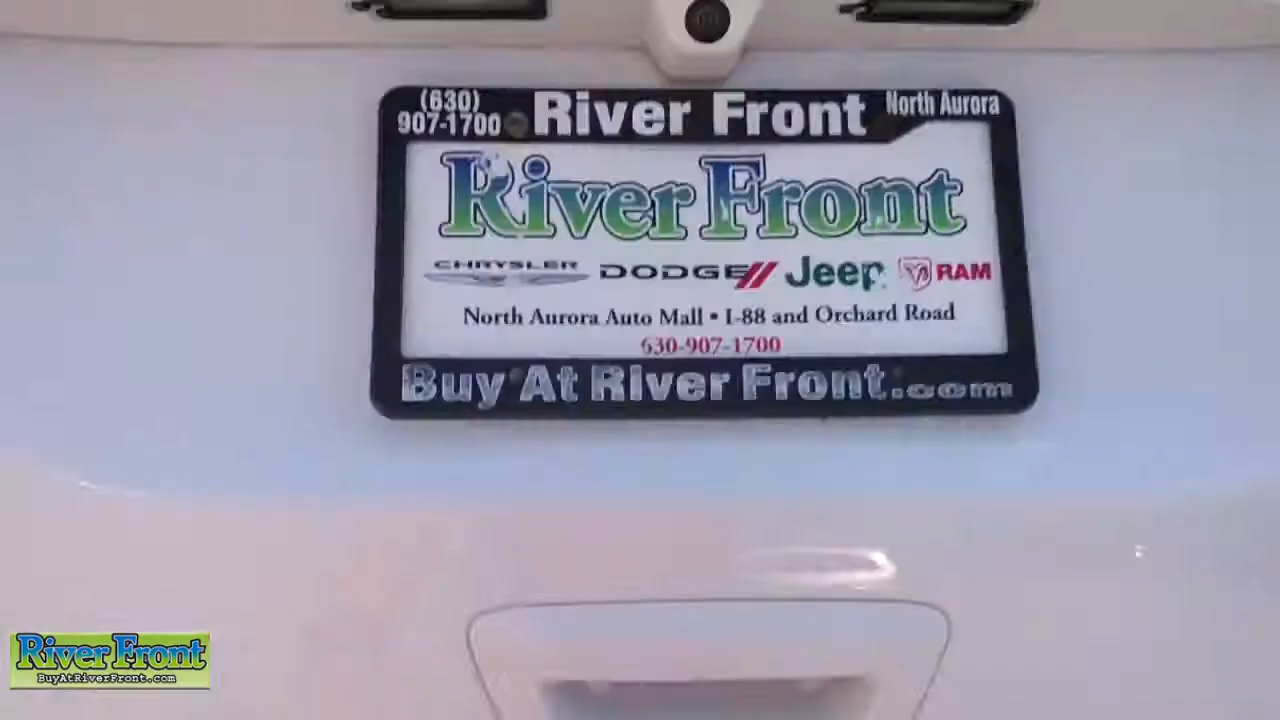 (630)
907-1700
River Front
North Aurora
River Front
CHRYSLER DODGE Jeep RAM
North Aurora Auto Mall • I-88 and Orchard Road
630-907-1700
Buy At River Front.com
River Front
BuyAtRiverFront.com